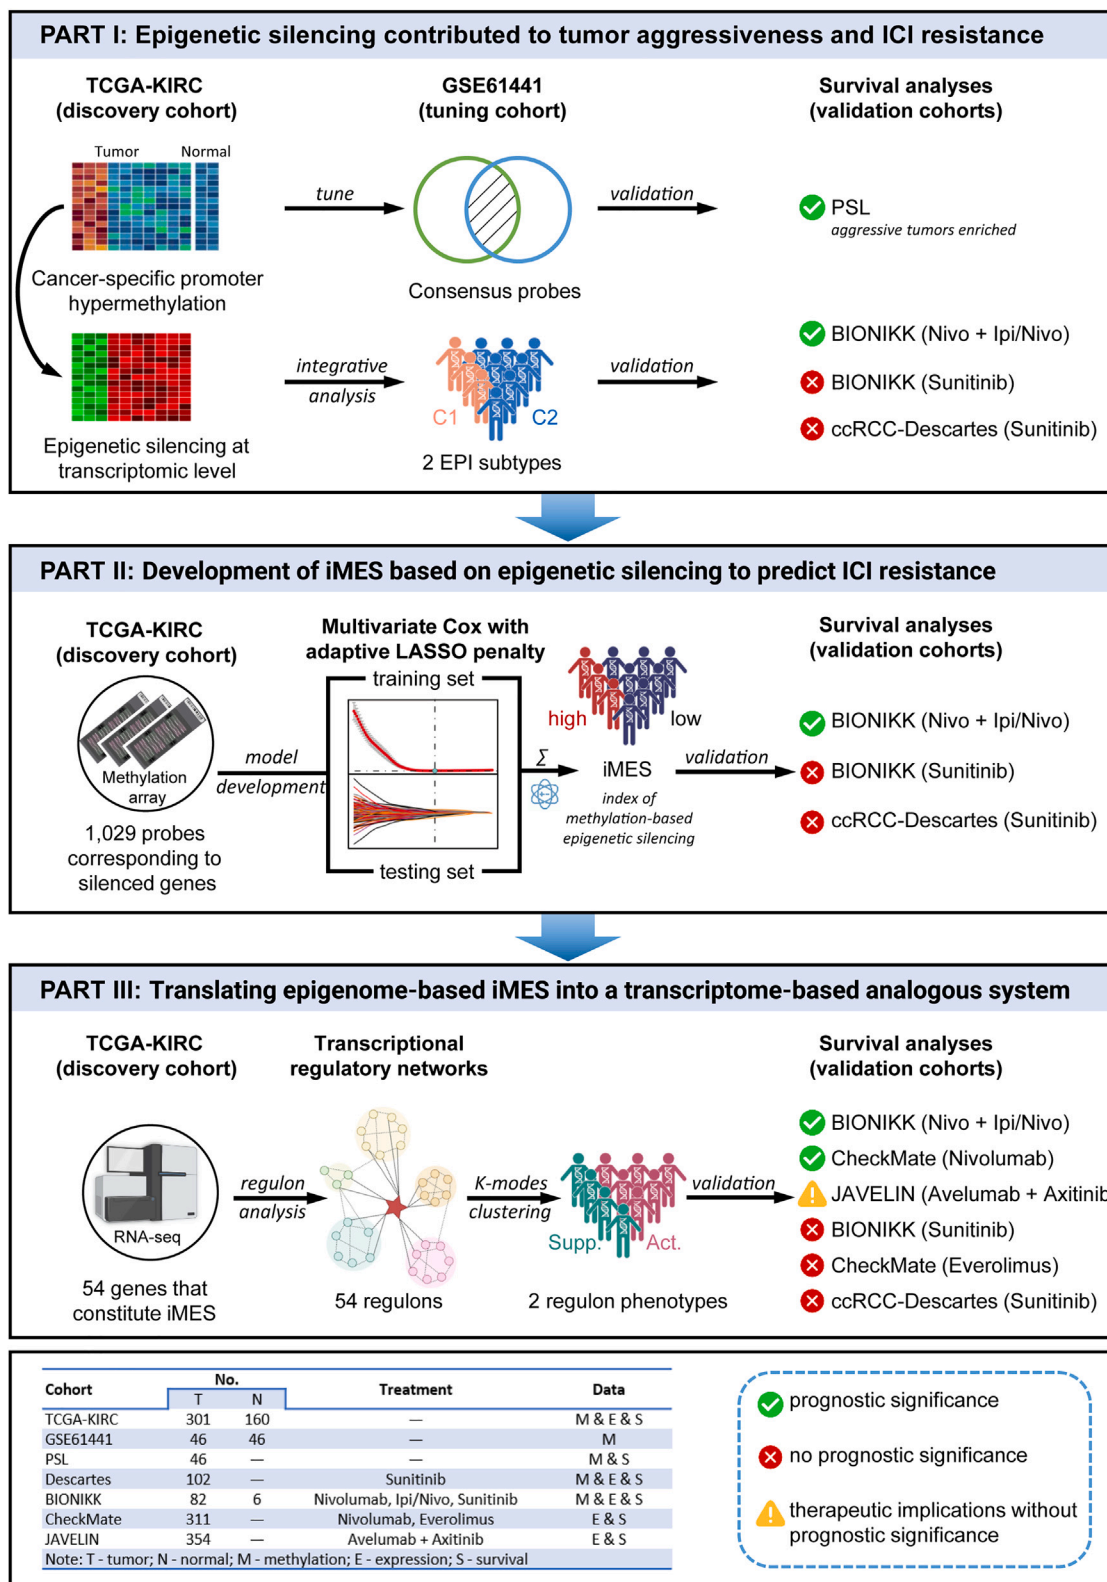 PART I: Epigenetic silencing contributed to tumor aggressiveness and ICI resistance
TCGA-KIRC
(discovery cohort)
GSE61441
(tuning cohort)
Survival analyses
(validation cohorts)
Tumor
Normal
tune
validation
PSL
aggressive tumors enriched
Cancer-specific promoter
hypermethylation
Consensus probes
integrative
analysis
C1
C2
validation
BIONIKK (Nivo + Ipi/Nivo)
BIONIKK (Sunitinib)
ccRCC-Descartes (Sunitinib)
Epigenetic silencing at
transcriptomic level
2 EPI subtypes
PART II: Development of iMES based on epigenetic silencing to predict ICI resistance
TCGA-KIRC
(discovery cohort)
Multivariate Cox with
adaptive LASSO penalty
Survival analyses
(validation cohorts)
training set
testing set
Methylation
array
model
development
1,029 probes
corresponding to
silenced genes
Σ
high
low
iMES
index of
methylation-based
epigenetic silencing
validation
BIONIKK (Nivo + Ipi/Nivo)
BIONIKK (Sunitinib)
ccRCC-Descartes (Sunitinib)
PART III: Translating epigenome-based iMES into a transcriptome-based analogous system
TCGA-KIRC
(discovery cohort)
Transcriptional
regulatory networks
Survival analyses
(validation cohorts)
RNA-seq
54 genes that
constitute iMES
regulon
analysis
54 regulons
K-modes
clustering
Supp.
Act.
2 regulon phenotypes
validation
BIONIKK (Nivo + Ipi/Nivo)
CheckMate (Nivolumab)
JAVELIN (Avelumab + Axitinib
BIONIKK (Sunitinib)
CheckMate (Everolimus)
ccRCC-Descartes (Sunitinib)
Cohort No. Treatment Data
T N
TCGA-KIRC 301 160 — M & E & S
GSE61441 46 46 — M
PSL 46 — — M & S
Descartes 102 — Sunitinib M & E & S
BIONIKK 82 6 Nivolumab, Ipi/Nivo, Sunitinib M & E & S
CheckMate 311 — Nivolumab, Everolimus E & S
JAVELIN 354 — Avelumab + Axitinib E & S
Note: T - tumor; N - normal; M - methylation; E - expression; S - survival
prognostic significance
no prognostic significance
therapeutic implications without
prognostic significance